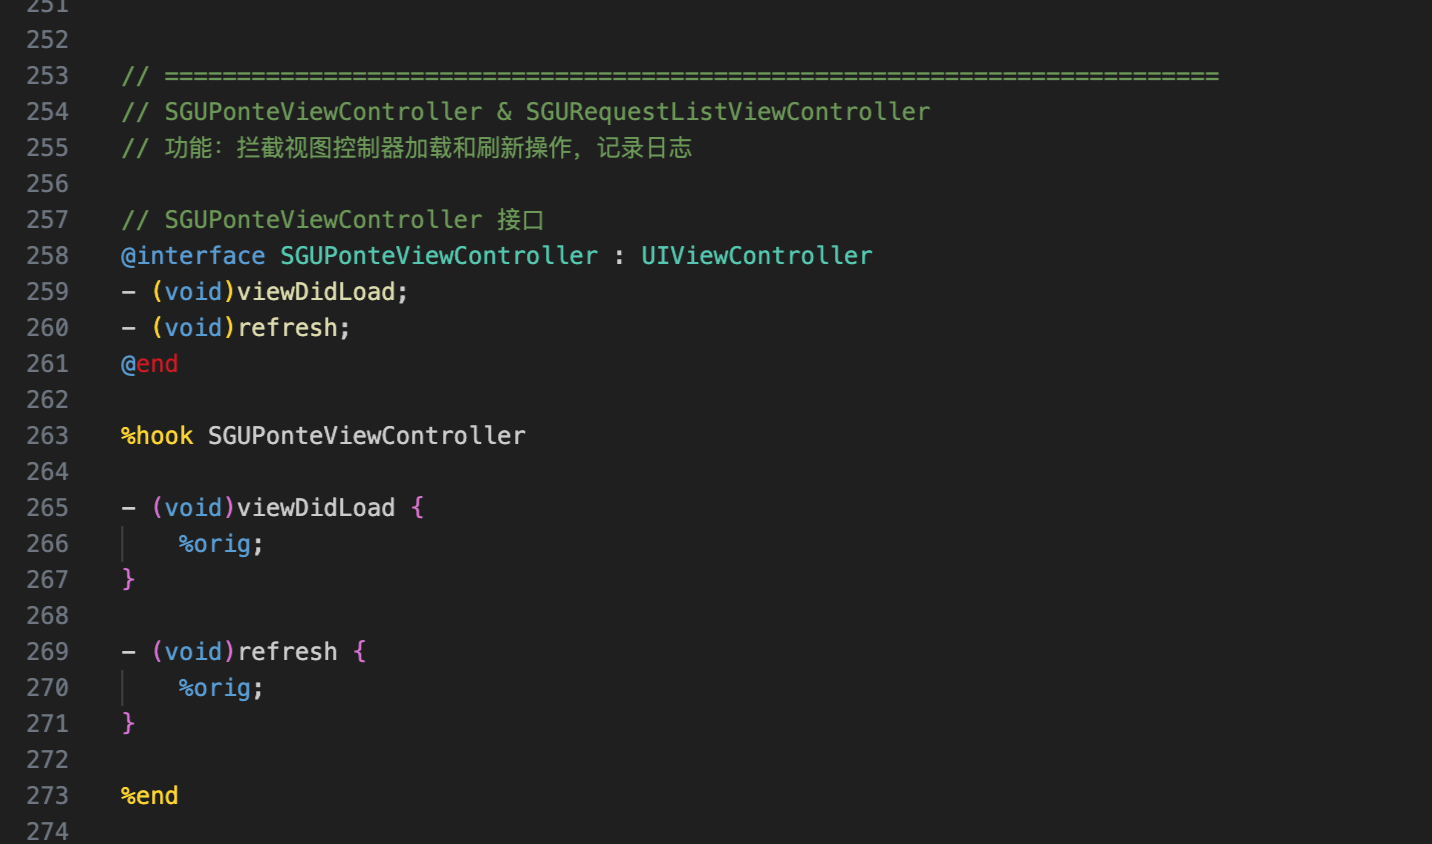 251
252
253 // =========================================================================
254 // SGUPonteViewController & SGURequestListViewController
255 // 功能：拦截视图控制器加载和刷新操作，记录日志
256
257 // SGUPonteViewController 接口
258 @interface SGUPonteViewController : UIViewController
259 - (void)viewDidLoad;
260 - (void)refresh;
261 @end
262
263 %hook SGUPonteViewController
264
265 - (void)viewDidLoad {
266     %orig;
267 }
268
269 - (void)refresh {
270     %orig;
271 }
272
273 %end
274